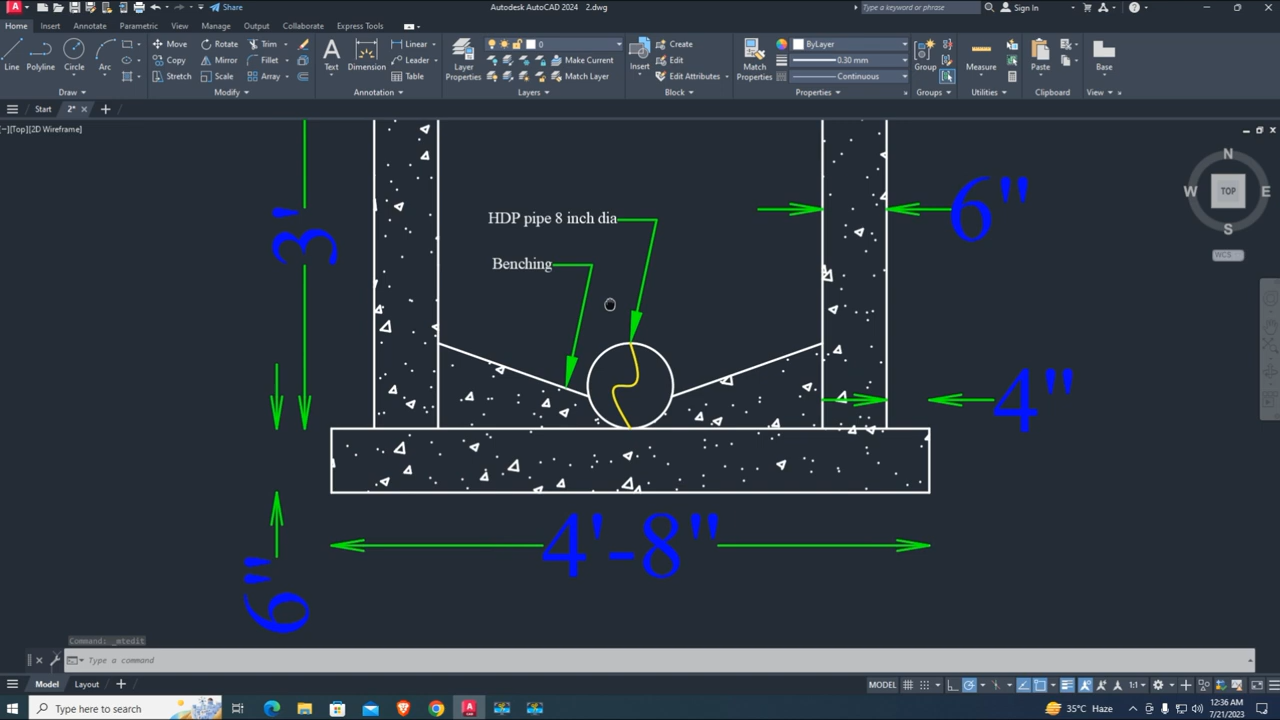 Share
Autodesk AutoCAD 2024 2.dwg
Type a keyword or phrase
Sign In
Home Insert Annotate Parametric View Manage Output Collaborate Express Tools
Line Polyline Circle Arc
Move Rotate Trim
Copy Mirror Fillet
Stretch Scale Array
Text Dimension
Linear
Leader
Table
Layer Properties
0
Make Current
Match Layer
Insert
Create
Edit
Edit Attributes
Match Properties
ByLayer
0.30 mm
Continuous
Group
Measure
Paste
Base
Draw Modify Annotation Layers Block Properties Groups Utilities Clipboard View
Start 2*
[−][Top][2D Wireframe]
N
W TOP E
S
WCS
HDP pipe 8 inch dia
Benching
3'
6"
4"
4'-8"
6"
Command: _mtedit
Type a command
Model Layout
MODEL
1:1
Type here to search
35°C Haze
12:36 AM
7/21/2023